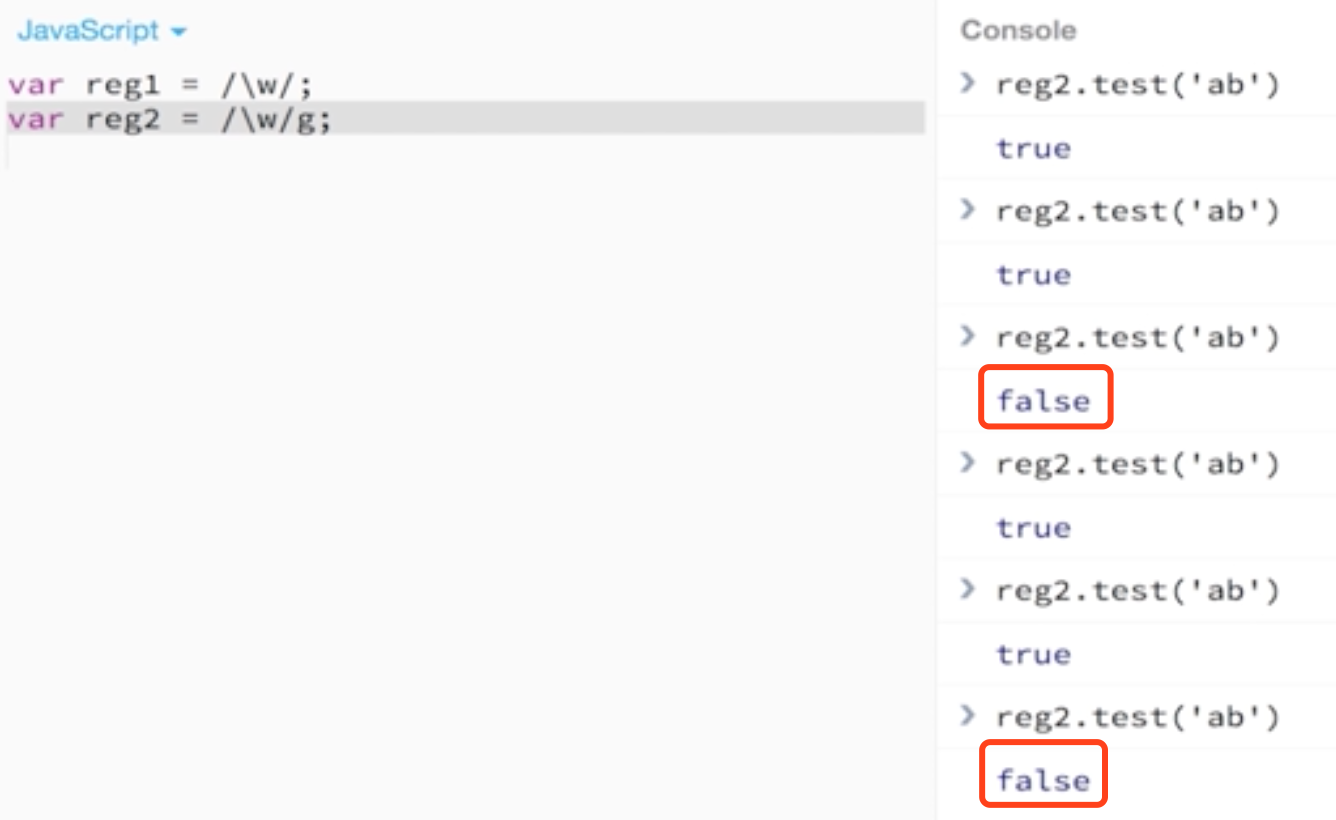 JavaScript
var reg1 = /\w/;
var reg2 = /\w/g;
Console
reg2.test('ab')
true
reg2.test('ab')
true
reg2.test('ab')
false
reg2.test('ab')
true
reg2.test('ab')
true
reg2.test('ab')
false